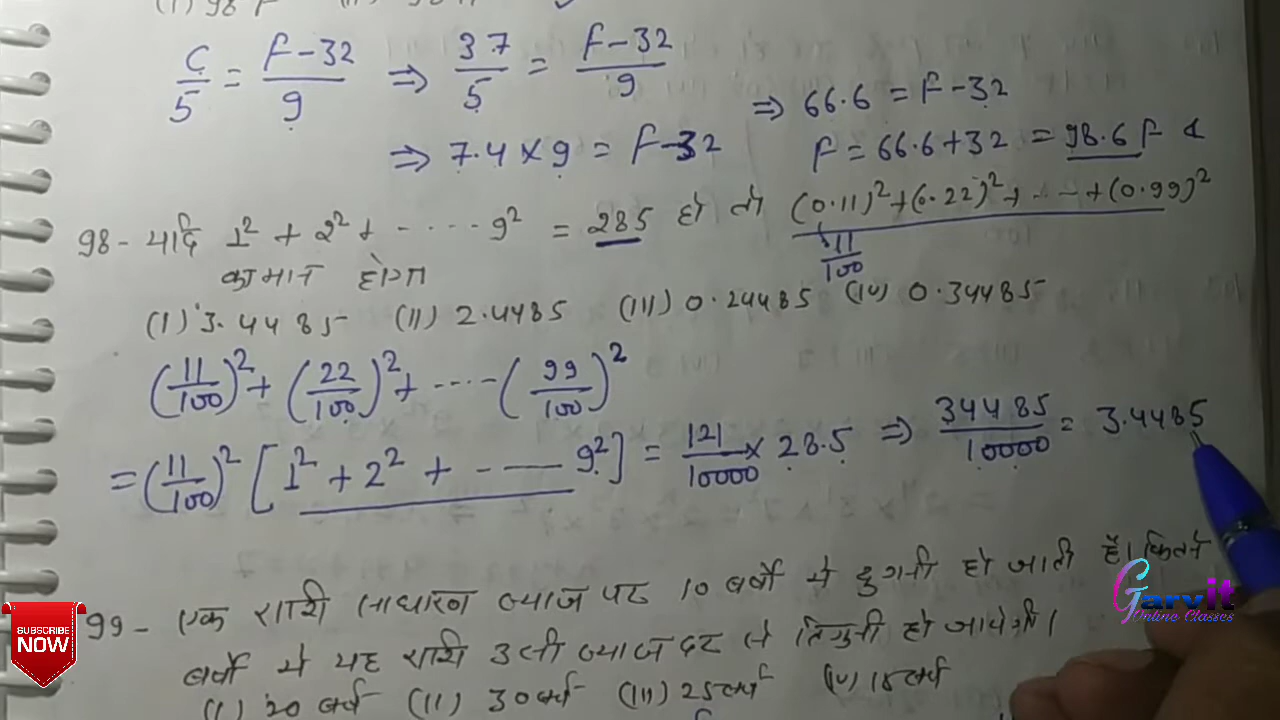 C/5 = F-32/9 ⇒ 37/5 = F-32/9 ⇒ 66.6 = F-32
⇒ 7.4×9 = F-32 F = 66.6+32 = 98.6 F
98- यदि 1² + 2² + ----- 9² = 285 हो तो (0.11)²+(0.22)²+ -- -- +(0.99)²
11/100
का मान होगा
(I) 3.4485 (II) 2.4485 (III) 0.24485 (IV) 0.34485
(11/100)² + (22/100)² + ----- (99/100)²
= (11/100)² [1² + 2² + ---- 9²] = 121/10000 × 28.5 ⇒ 34485/10000 = 3.4485
99- एक राशी साधारन ब्याज पर 10 वर्षो मे दुगनी हो जाती है। कितने
वर्षो मे यह राशी उसी ब्याज दर से तिगुनी हो जायेगी।
(I) 20 वर्ष (II) 30 वर्ष (III) 25 वर्ष (IV) 18 वर्ष
SUBSCRIBE
NOW
Garvit
Online Classes